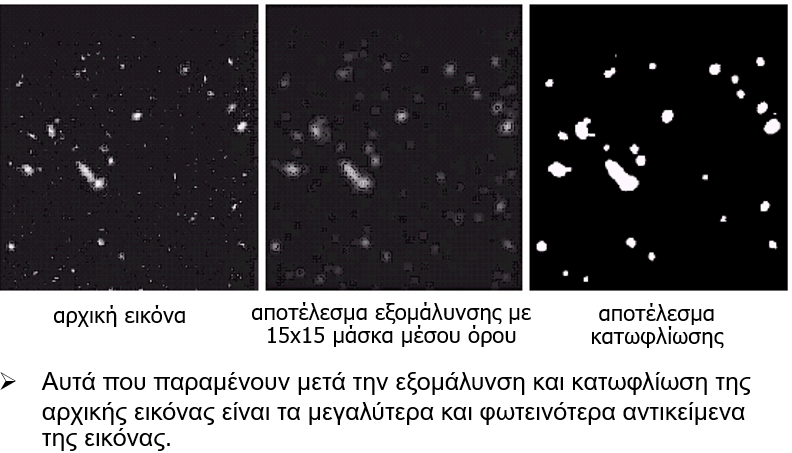 αρχική εικόνα
αποτέλεσμα εξομάλυνσης με
15x15 μάσκα μέσου όρου
αποτέλεσμα
κατωφλίωσης
➢ Αυτά που παραμένουν μετά την εξομάλυνση και κατωφλίωση της
αρχικής εικόνας είναι τα μεγαλύτερα και φωτεινότερα αντικείμενα
της εικόνας.